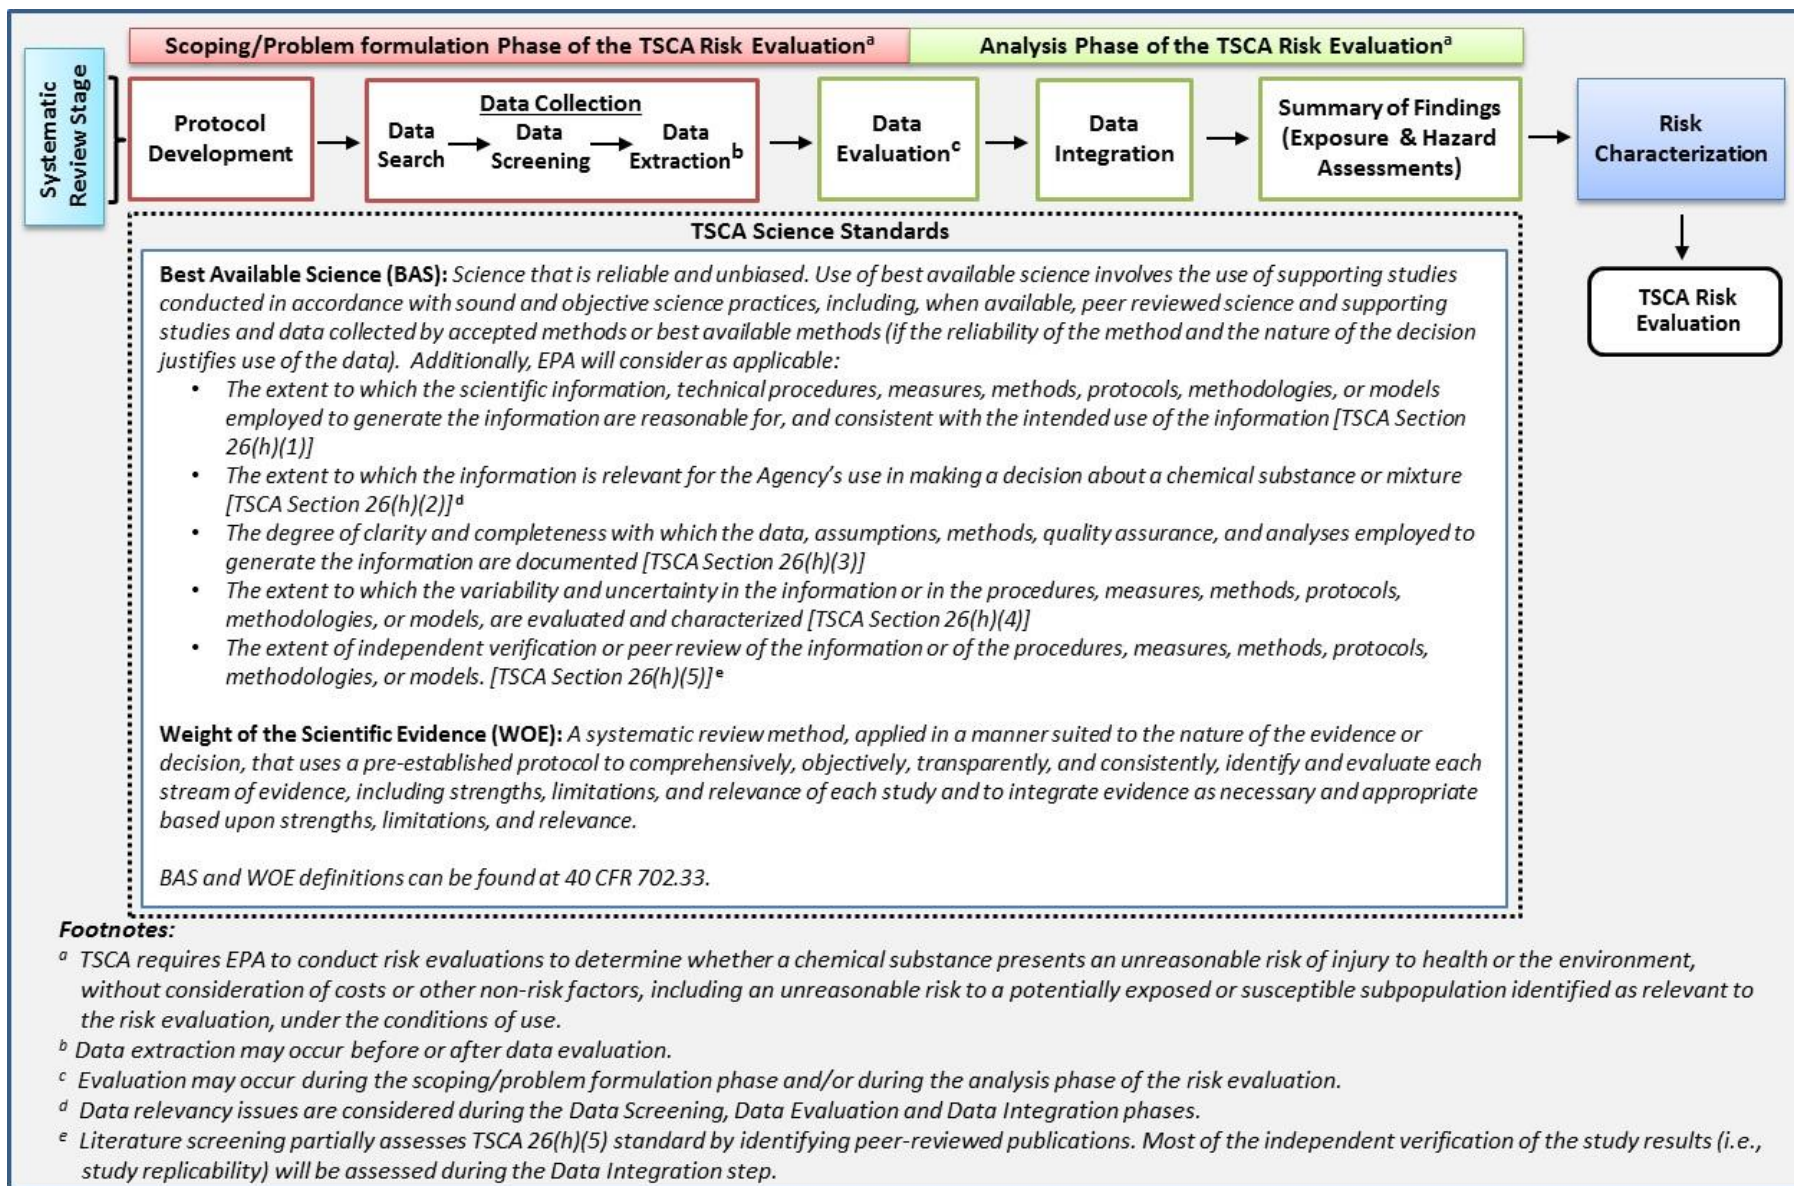 Scoping/Problem formulation Phase of the TSCA Risk Evaluationa
Analysis Phase of the TSCA Risk Evaluationa
Systematic
Review Stage
Protocol
Development
Data Collection
Data
Search
Data
Screening
Data
Extractionb
Data
Evaluationc
Data
Integration
Summary of Findings
(Exposure & Hazard
Assessments)
Risk
Characterization
TSCA Risk
Evaluation
TSCA Science Standards
Best Available Science (BAS): Science that is reliable and unbiased. Use of best available science involves the use of supporting studies
conducted in accordance with sound and objective science practices, including, when available, peer reviewed science and supporting
studies and data collected by accepted methods or best available methods (if the reliability of the method and the nature of the decision
justifies use of the data). Additionally, EPA will consider as applicable:
• The extent to which the scientific information, technical procedures, measures, methods, protocols, methodologies, or models
employed to generate the information are reasonable for, and consistent with the intended use of the information [TSCA Section
26(h)(1)]
• The extent to which the information is relevant for the Agency's use in making a decision about a chemical substance or mixture
[TSCA Section 26(h)(2)]d
• The degree of clarity and completeness with which the data, assumptions, methods, quality assurance, and analyses employed to
generate the information are documented [TSCA Section 26(h)(3)]
• The extent to which the variability and uncertainty in the information or in the procedures, measures, methods, protocols,
methodologies, or models, are evaluated and characterized [TSCA Section 26(h)(4)]
• The extent of independent verification or peer review of the information or of the procedures, measures, methods, protocols,
methodologies, or models. [TSCA Section 26(h)(5)]e
Weight of the Scientific Evidence (WOE): A systematic review method, applied in a manner suited to the nature of the evidence or
decision, that uses a pre-established protocol to comprehensively, objectively, transparently, and consistently, identify and evaluate each
stream of evidence, including strengths, limitations, and relevance of each study and to integrate evidence as necessary and appropriate
based upon strengths, limitations, and relevance.
BAS and WOE definitions can be found at 40 CFR 702.33.
Footnotes:
a TSCA requires EPA to conduct risk evaluations to determine whether a chemical substance presents an unreasonable risk of injury to health or the environment,
without consideration of costs or other non-risk factors, including an unreasonable risk to a potentially exposed or susceptible subpopulation identified as relevant to
the risk evaluation, under the conditions of use.
b Data extraction may occur before or after data evaluation.
c Evaluation may occur during the scoping/problem formulation phase and/or during the analysis phase of the risk evaluation.
d Data relevancy issues are considered during the Data Screening, Data Evaluation and Data Integration phases.
e Literature screening partially assesses TSCA 26(h)(5) standard by identifying peer-reviewed publications. Most of the independent verification of the study results (i.e.,
study replicability) will be assessed during the Data Integration step.